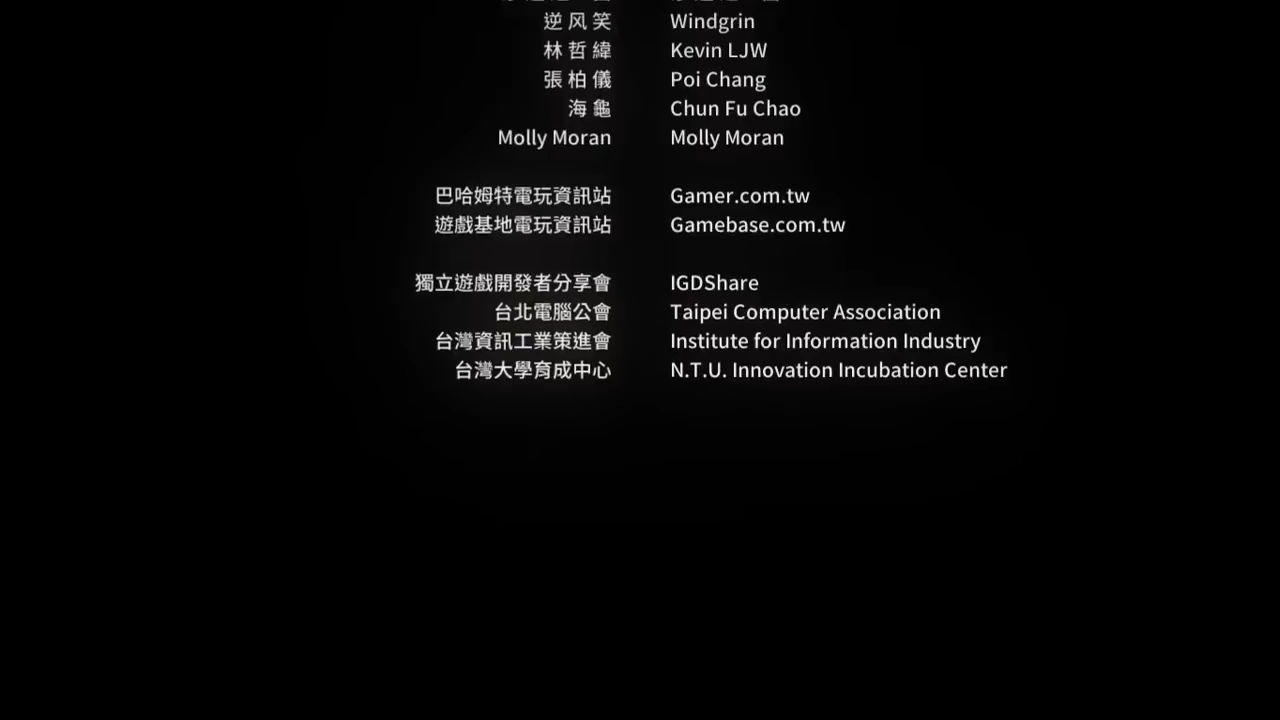 逆风笑 Windgrin
林哲緯 Kevin LJW
張柏儀 Poi Chang
海龜 Chun Fu Chao
Molly Moran Molly Moran
巴哈姆特電玩資訊站 Gamer.com.tw
遊戲基地電玩資訊站 Gamebase.com.tw
獨立遊戲開發者分享會 IGDShare
台北電腦公會 Taipei Computer Association
台灣資訊工業策進會 Institute for Information Industry
台灣大學育成中心 N.T.U. Innovation Incubation Center